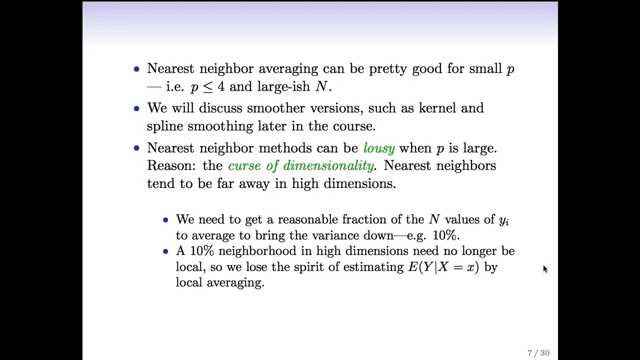 • Nearest neighbor averaging can be pretty good for small p
— i.e. p ≤ 4 and large-ish N.
• We will discuss smoother versions, such as kernel and
spline smoothing later in the course.
• Nearest neighbor methods can be lousy when p is large.
Reason: the curse of dimensionality. Nearest neighbors
tend to be far away in high dimensions.
• We need to get a reasonable fraction of the N values of yᵢ
to average to bring the variance down—e.g. 10%.
• A 10% neighborhood in high dimensions need no longer be
local, so we lose the spirit of estimating E(Y|X = x) by
local averaging.
7 / 30